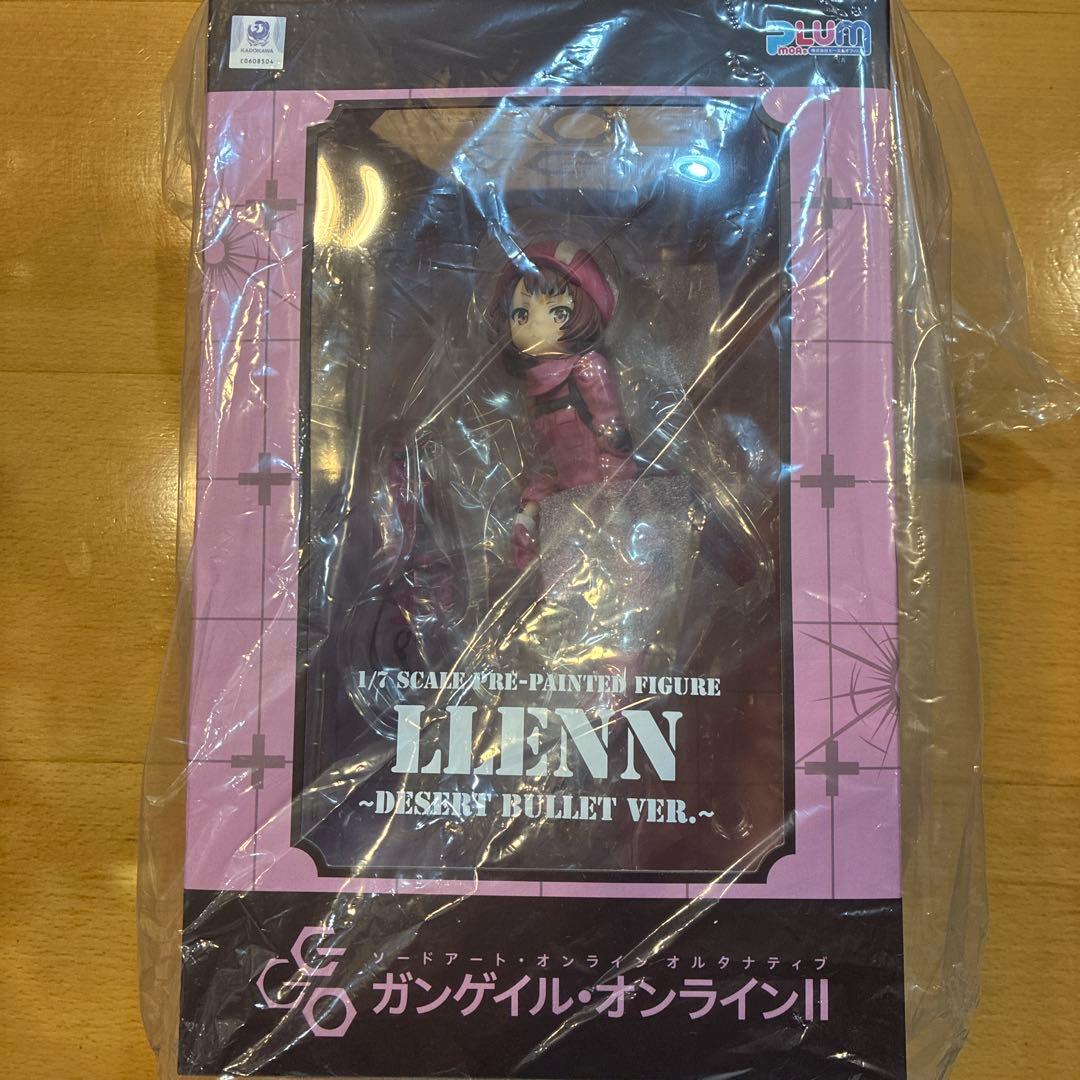 KADOKAWA
C0608504
PLUM
PMOA
1/7 SCALE PRE-PAINTED FIGURE
LLENN
~DESERT BULLET VER.~
ソードアート・オンライン オルタナティブ
GGO
ガンゲイル・オンラインII